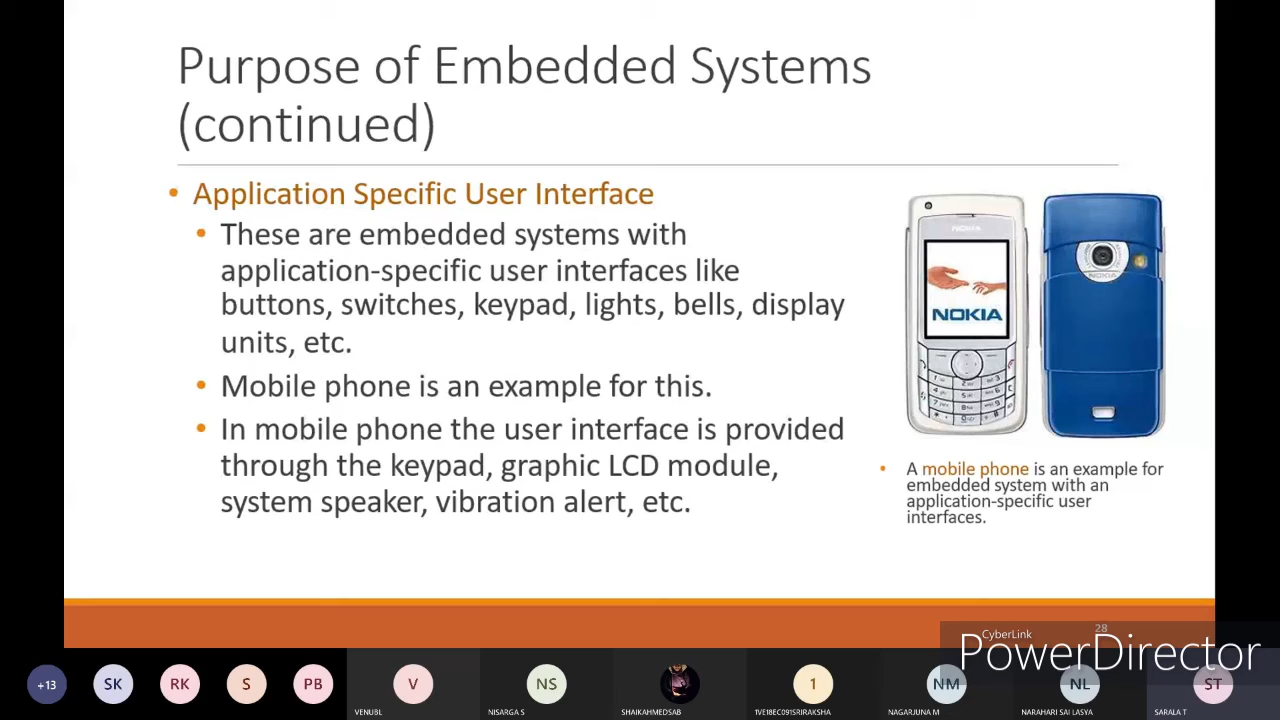 Purpose of Embedded Systems
(continued)
• Application Specific User Interface
• These are embedded systems with
application-specific user interfaces like
buttons, switches, keypad, lights, bells, display
units, etc.
• Mobile phone is an example for this.
• In mobile phone the user interface is provided
through the keypad, graphic LCD module,
system speaker, vibration alert, etc.
NOKIA
NOKIA
NOKIA
• A mobile phone is an example for
embedded system with an
application-specific user
interfaces.
28
CyberLink
PowerDirector
+13
SK
RK
S
PB
V
NS
1
NM
NL
ST
VENUBL
NISARGA S
SHAIKAHMEDSAB
1VE18EC091SRIRAKSHA
NAGARJUNA M
NARAHARI SAI LASYA
SARALA T